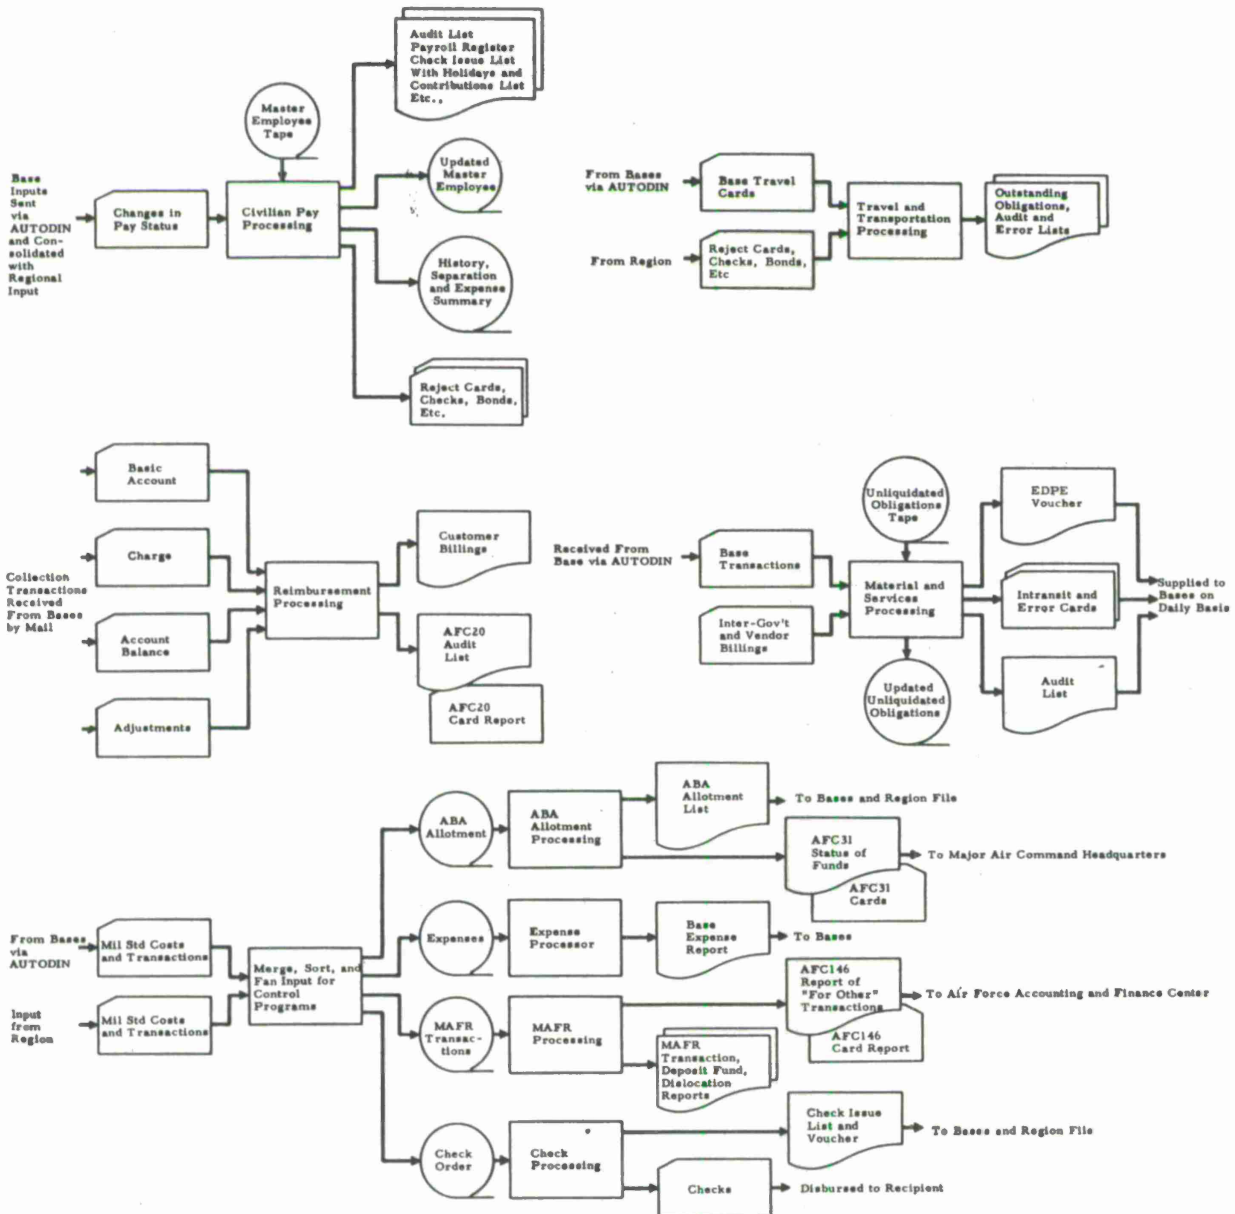 Audit List
Payroll Register
Check Issue List
With Holidays and
Contributions List
Etc.,
Master
Employee
Tape
Updated
Master
Employee
Base
Inputs
Sent
via
AUTODIN
and Con-
solidated
with
Regional
Input
Changes in
Pay Status
Civilian Pay
Processing
History,
Separation
and Expense
Summary
Reject Cards,
Checks, Bonds,
Etc.
From Bases
via AUTODIN
Base Travel
Cards
From Region
Reject Cards,
Checks, Bonds,
Etc
Travel and
Transportation
Processing
Outstanding
Obligations,
Audit and
Error Lists
Collection
Transactions
Received
From Bases
by Mail
Basic
Account
Charge
Account
Balance
Adjustments
Reimbursement
Processing
Customer
Billings
AFC20
Audit
List
AFC20
Card Report
Received From
Base via AUTODIN
Base
Transactions
Inter-Gov't
and Vendor
Billings
Unliquidated
Obligations
Tape
Material and
Services
Processing
Updated
Unliquidated
Obligations
EDPE
Voucher
Intransit and
Error Cards
Audit
List
Supplied to
Bases on
Daily Basis
From Bases
via
AUTODIN
Mil Std Costs
and Transactions
Input
from
Region
Mil Std Costs
and Transactions
Merge, Sort, and
Fan Input for
Control
Programs
ABA
Allotment
ABA
Allotment
Processing
ABA
Allotment
List
To Bases and Region File
AFC31
Status of
Funds
To Major Air Command Headquarters
AFC31
Cards
Expenses
Expense
Processor
Base
Expense
Report
To Bases
MAFR
Transac-
tions
MAFR
Processing
AFC146
Report of
"For Other"
Transactions
To Air Force Accounting and Finance Center
AFC146
Card Report
MAFR
Transaction,
Deposit Fund,
Dislocation
Reports
Check
Order
Check
Processing
Check Issue
List and
Voucher
To Bases and Region File
Checks
Disbursed to Recipient